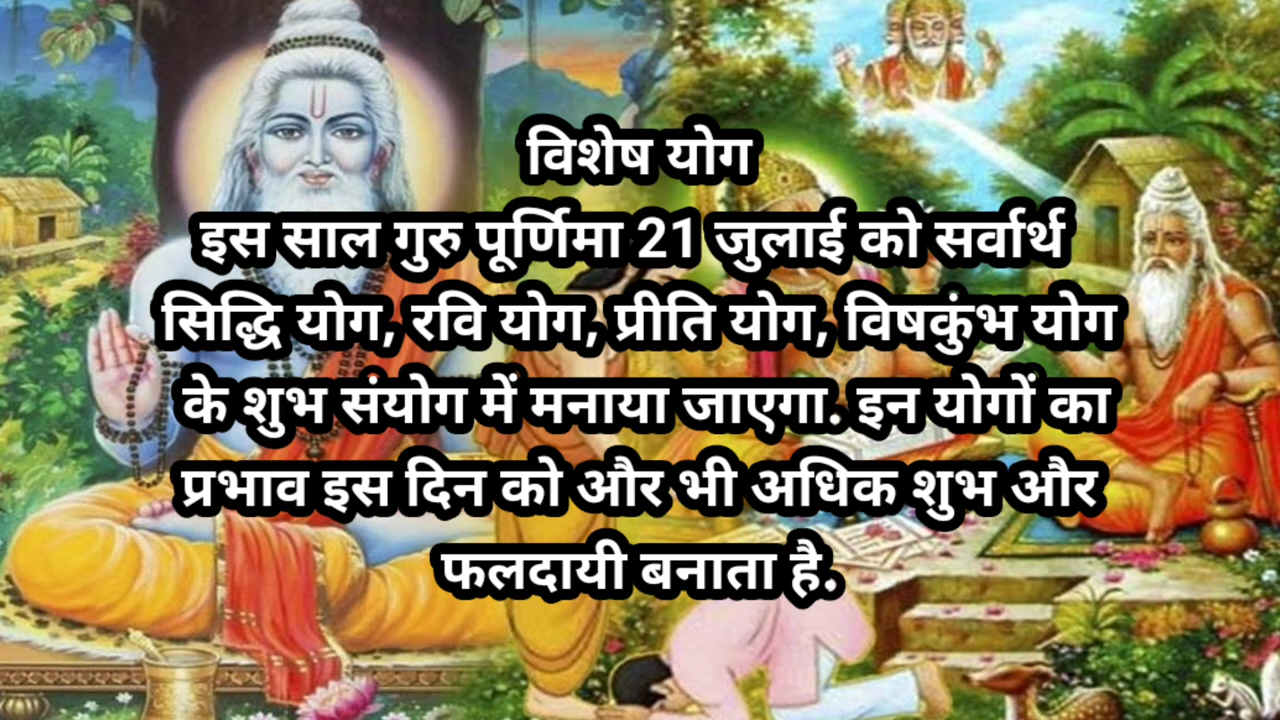 विशेष योग
इस साल गुरु पूर्णिमा 21 जुलाई को सर्वार्थ
सिद्धि योग, रवि योग, प्रीति योग, विषकुंभ योग
के शुभ संयोग में मनाया जाएगा. इन योगों का
प्रभाव इस दिन को और भी अधिक शुभ और
फलदायी बनाता है.